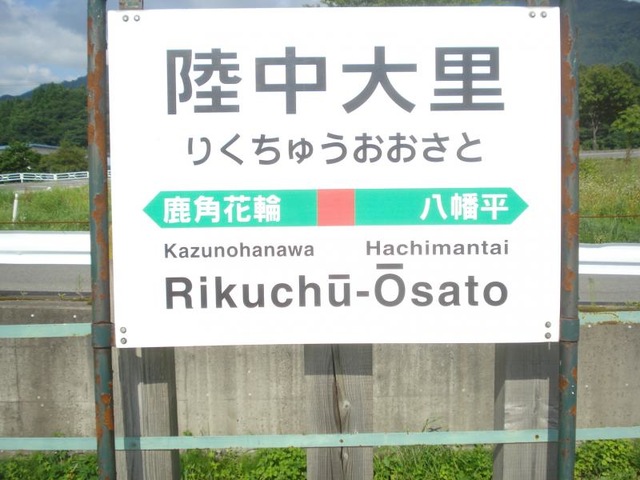 陸中大里
りくちゅうおおさと
鹿角花輪 八幡平
Kazunohanawa Hachimantai
Rikuchū-Ōsato